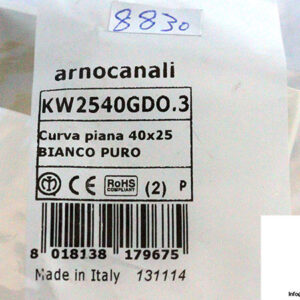 8830
arnocanali
KW2540GDO.3
Curva piana 40x25
BIANCO PURO
CE RoHS COMPLIANT (2) P
8 018138 179675
Made in Italy 131114